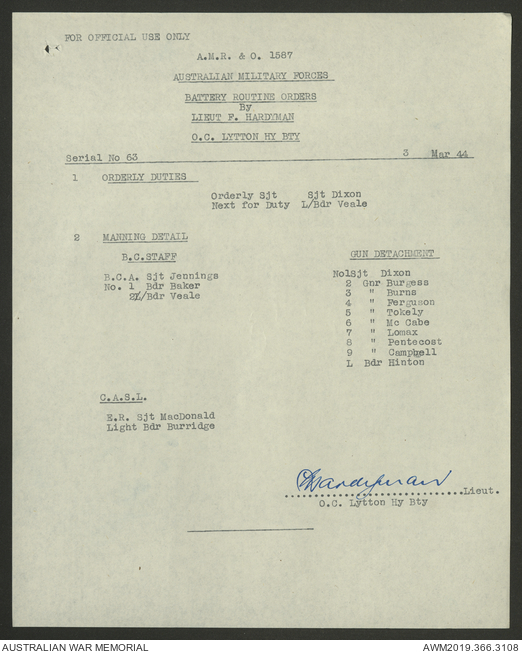 FOR OFFICIAL USE ONLY
A.M.R. & O. 1587
AUSTRALIAN MILITARY FORCES
BATTERY ROUTINE ORDERS
By
LIEUT F. HARDYMAN
O.C. LYTTON HY BTY
Serial No 63 3 Mar 44
1 ORDERLY DUTIES
Orderly Sjt Sjt Dixon
Next for Duty L/Bdr Veale
2 MANNING DETAIL
B.C.STAFF
B.C.A. Sjt Jennings
No. 1 Bdr Baker
2L/Bdr Veale
GUN DETACHMENT
No1Sjt Dixon
2 Gnr Burgess
3 " Burns
4 " Ferguson
5 " Tokely
6 " Mc Cabe
7 " Lomax
8 " Pentecost
9 " Campbell
L Bdr Hinton
C.A.S.L.
E.R. Sjt MacDonald
Light Bdr Burridge
Hardyman
Lieut.
O.C. Lytton Hy Bty
AUSTRALIAN WAR MEMORIAL AWM2019.366.3108